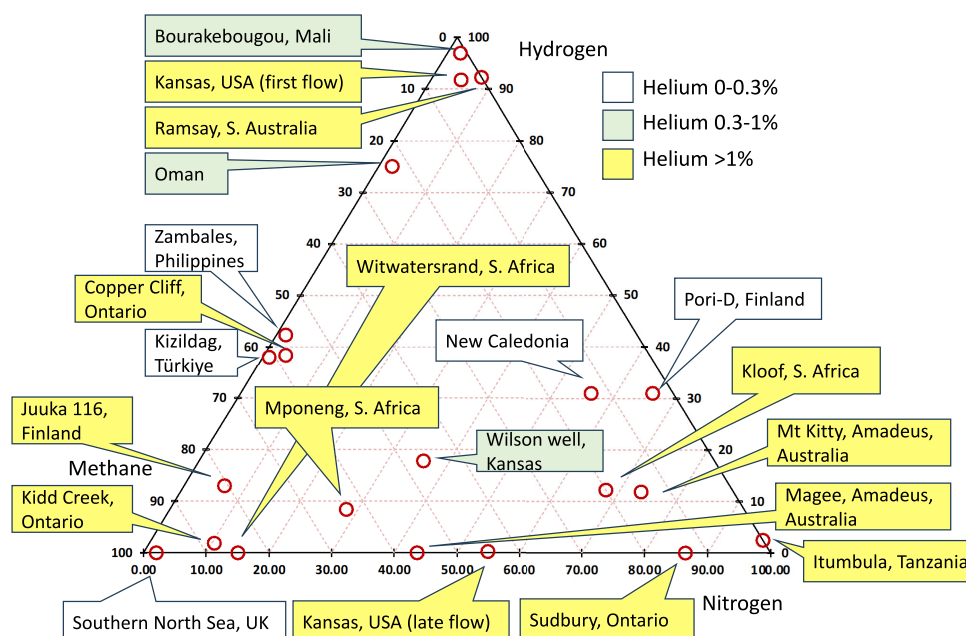 Bourakebougou, Mali
0 100
Hydrogen
Kansas, USA (first flow)
10 90
Helium 0-0.3%
Helium 0.3-1%
Helium >1%
Ramsay, S. Australia
20 80
Oman
30 70
Zambales,
Philippines
40 60
Witwatersrand, S. Africa
Copper Cliff,
Ontario
50 50
Pori-D, Finland
Kizildag,
Türkiye
60 40
New Caledonia
Kloof, S. Africa
70 30
Juuka 116,
Finland
Mponeng, S. Africa
Wilson well,
Kansas
Mt Kitty, Amadeus,
Australia
80 20
Methane
Kidd Creek,
Ontario
90 10
Magee, Amadeus,
Australia
100 0
Itumbula, Tanzania
0.00 10.00 20.00 30.00 40.00 50.00 60.00 70.00 80.00 90.00 100.00
Nitrogen
Southern North Sea, UK
Kansas, USA (late flow)
Sudbury, Ontario